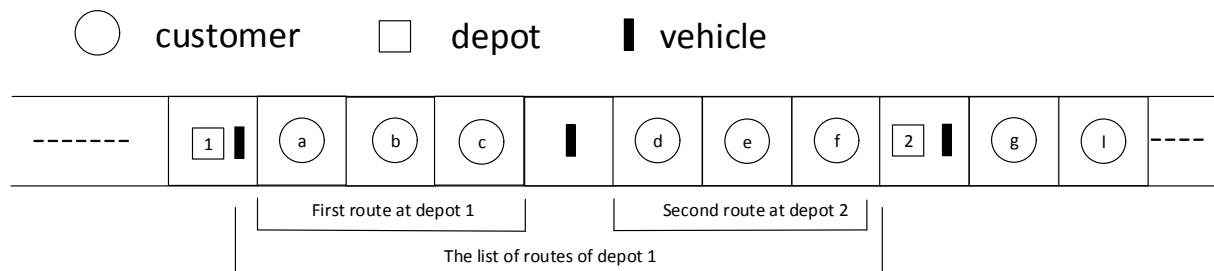 customer depot vehicle
1 a b c d e f 2 g l
First route at depot 1 Second route at depot 2
The list of routes of depot 1